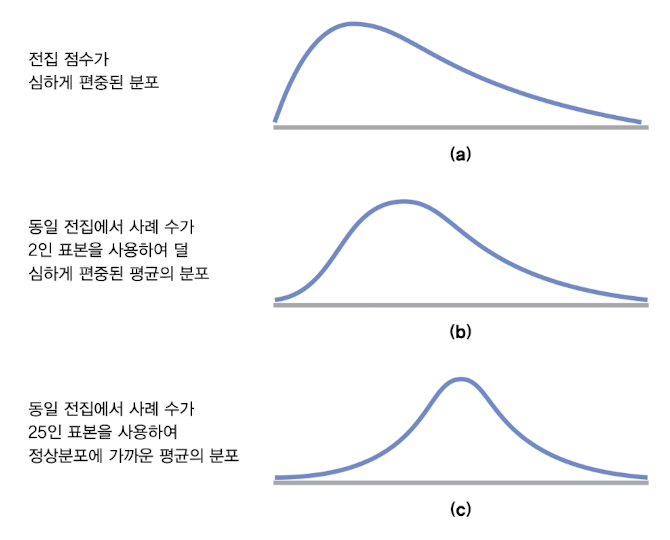 전집 점수가
심하게 편중된 분포
(a)
동일 전집에서 사례 수가
2인 표본을 사용하여 덜
심하게 편중된 평균의 분포
(b)
동일 전집에서 사례 수가
25인 표본을 사용하여
정상분포에 가까운 평균의 분포
(c)